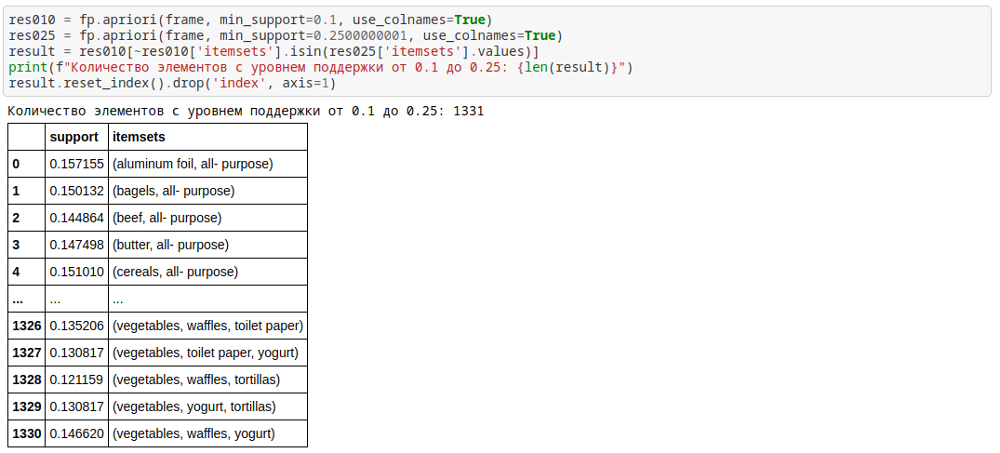 res010 = fp.apriori(frame, min_support=0.1, use_colnames=True)
res025 = fp.apriori(frame, min_support=0.2500000001, use_colnames=True)
result = res010[~res010['itemsets'].isin(res025['itemsets'].values)]
print(f"Количество элементов с уровнем поддержки от 0.1 до 0.25: {len(result)}")
result.reset_index().drop('index', axis=1)
Количество элементов с уровнем поддержки от 0.1 до 0.25: 1331
support itemsets
0 0.157155 (aluminum foil, all- purpose)
1 0.150132 (bagels, all- purpose)
2 0.144864 (beef, all- purpose)
3 0.147498 (butter, all- purpose)
4 0.151010 (cereals, all- purpose)
... ... ...
1326 0.135206 (vegetables, waffles, toilet paper)
1327 0.130817 (vegetables, toilet paper, yogurt)
1328 0.121159 (vegetables, waffles, tortillas)
1329 0.130817 (vegetables, yogurt, tortillas)
1330 0.146620 (vegetables, waffles, yogurt)